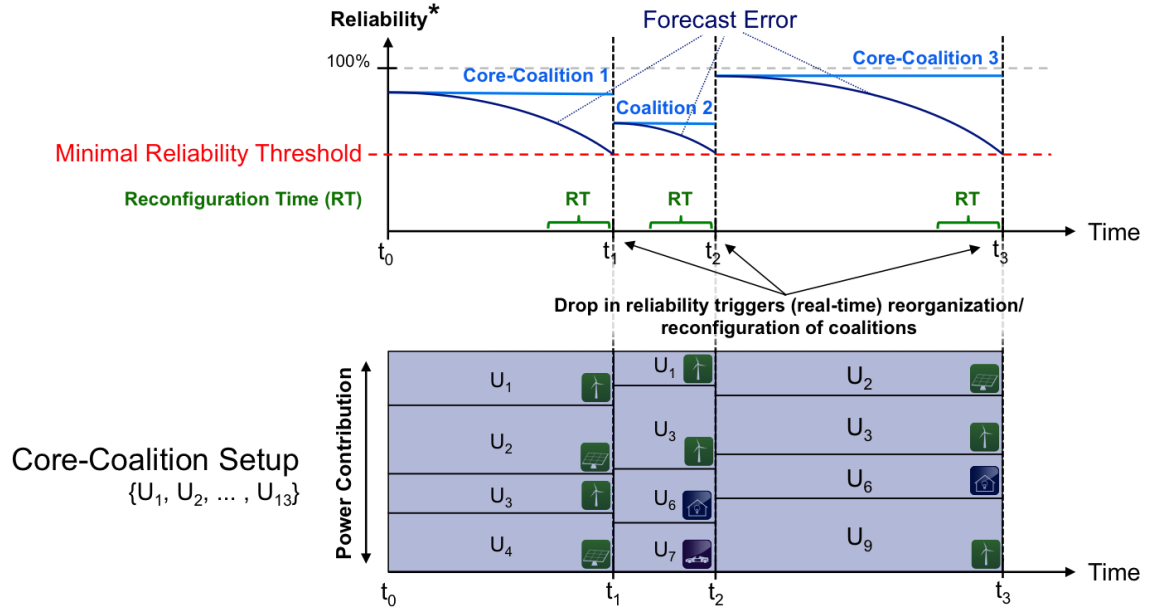 Reliability*
Forecast Error
100%
Core-Coalition 1
Core-Coalition 3
Coalition 2
Minimal Reliability Threshold
Reconfiguration Time (RT)
RT
RT
RT
t0
t1
t2
t3
Time
Drop in reliability triggers (real-time) reorganization/
reconfiguration of coalitions
Core-Coalition Setup
{U1, U2, ... , U13}
Power Contribution
U1
U2
U3
U4
U1
U3
U6
U7
U2
U3
U6
U9
t0
t1
t2
t3
Time